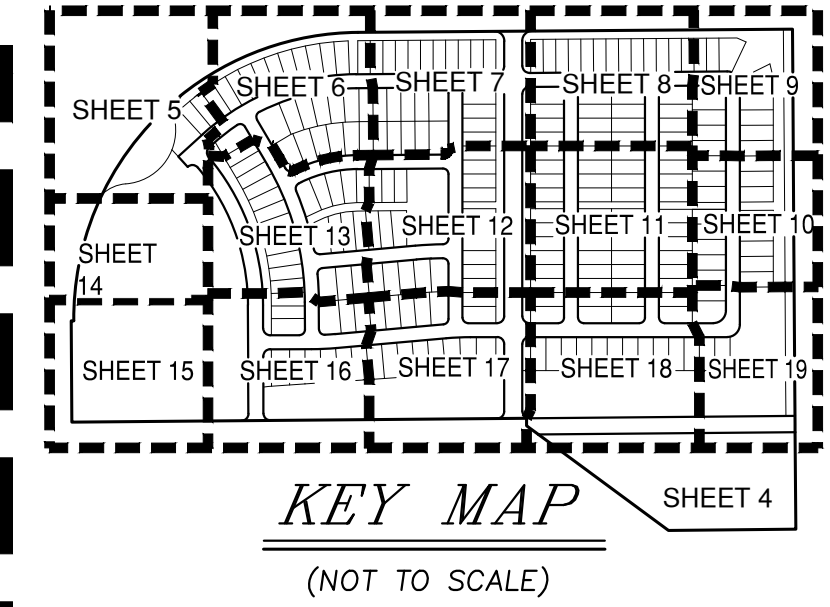 SHEET 5
SHEET 6
SHEET 7
SHEET 8
SHEET 9
SHEET
14
SHEET 13
SHEET 12
SHEET 11
SHEET 10
SHEET 15
SHEET 16
SHEET 17
SHEET 18
SHEET 19
SHEET 4
KEY MAP
(NOT TO SCALE)